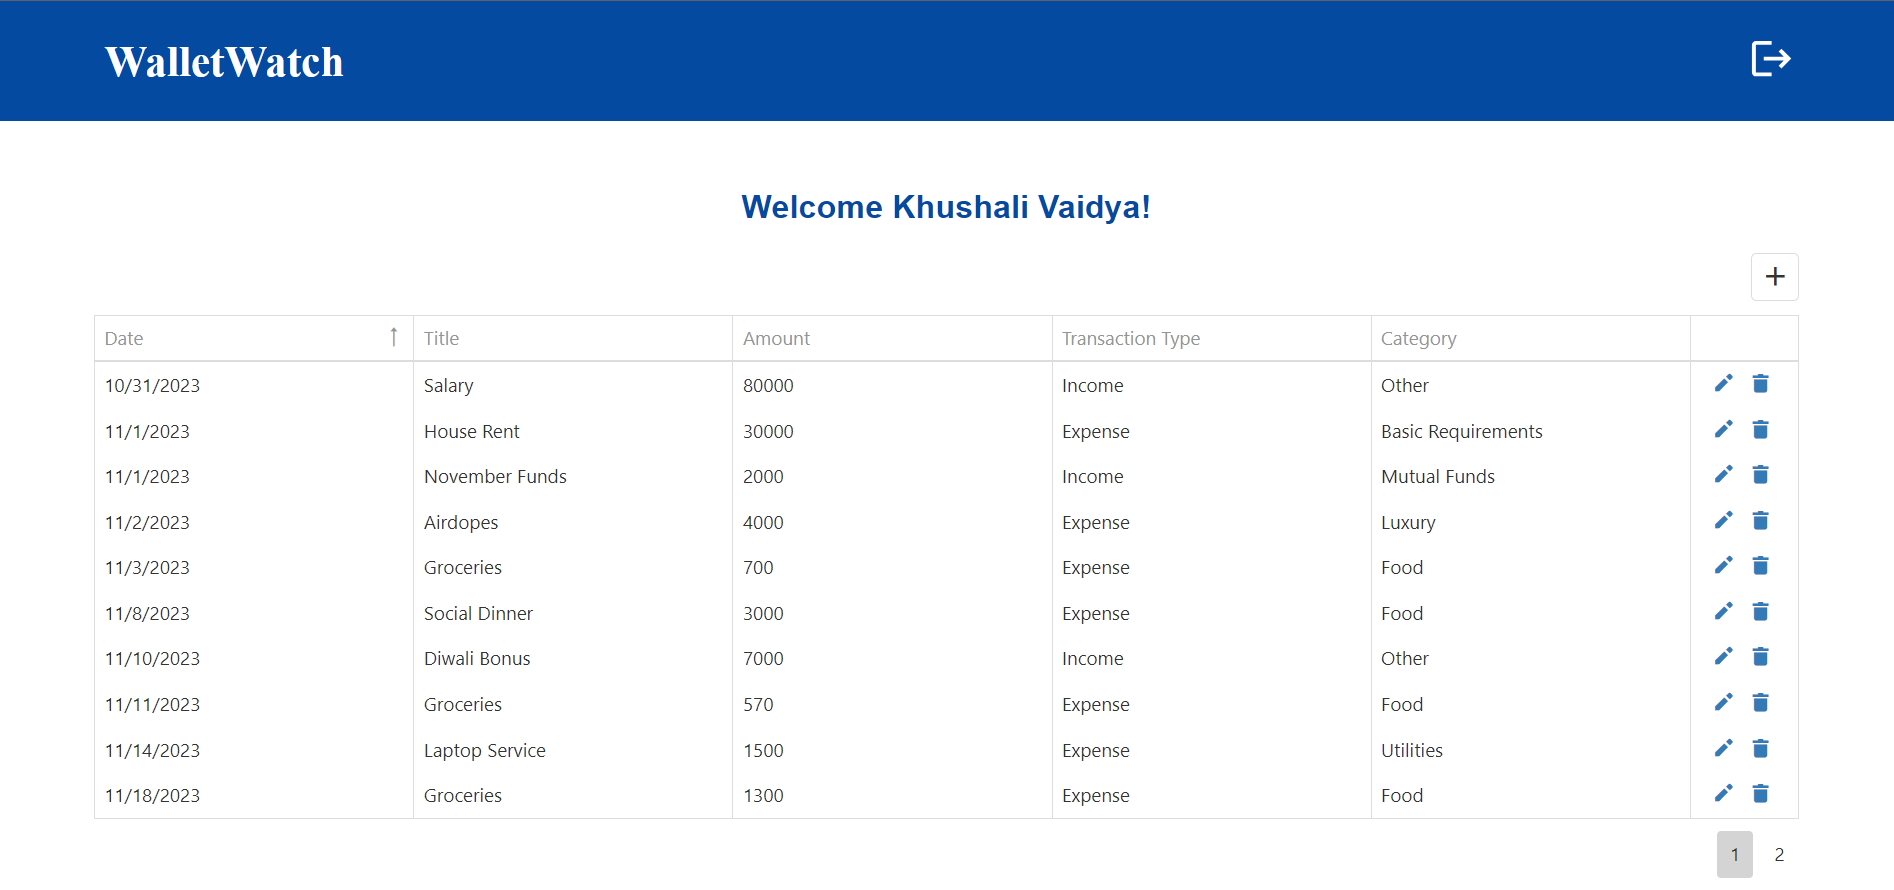 WalletWatch
Welcome Khushali Vaidya!
+
Date ↑ Title Amount Transaction Type Category
10/31/2023 Salary 80000 Income Other
11/1/2023 House Rent 30000 Expense Basic Requirements
11/1/2023 November Funds 2000 Income Mutual Funds
11/2/2023 Airdopes 4000 Expense Luxury
11/3/2023 Groceries 700 Expense Food
11/8/2023 Social Dinner 3000 Expense Food
11/10/2023 Diwali Bonus 7000 Income Other
11/11/2023 Groceries 570 Expense Food
11/14/2023 Laptop Service 1500 Expense Utilities
11/18/2023 Groceries 1300 Expense Food
1 2